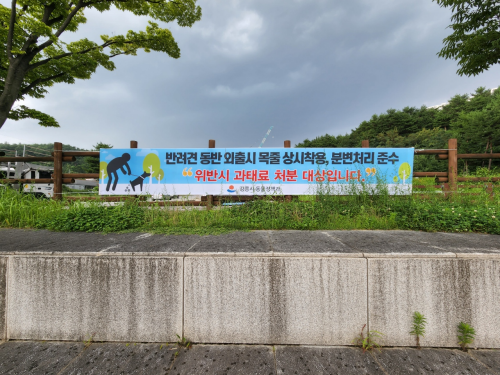 반려견 동반 외출시 목줄 상시착용, 분변처리 준수
“위반시 과태료 처분 대상입니다.”